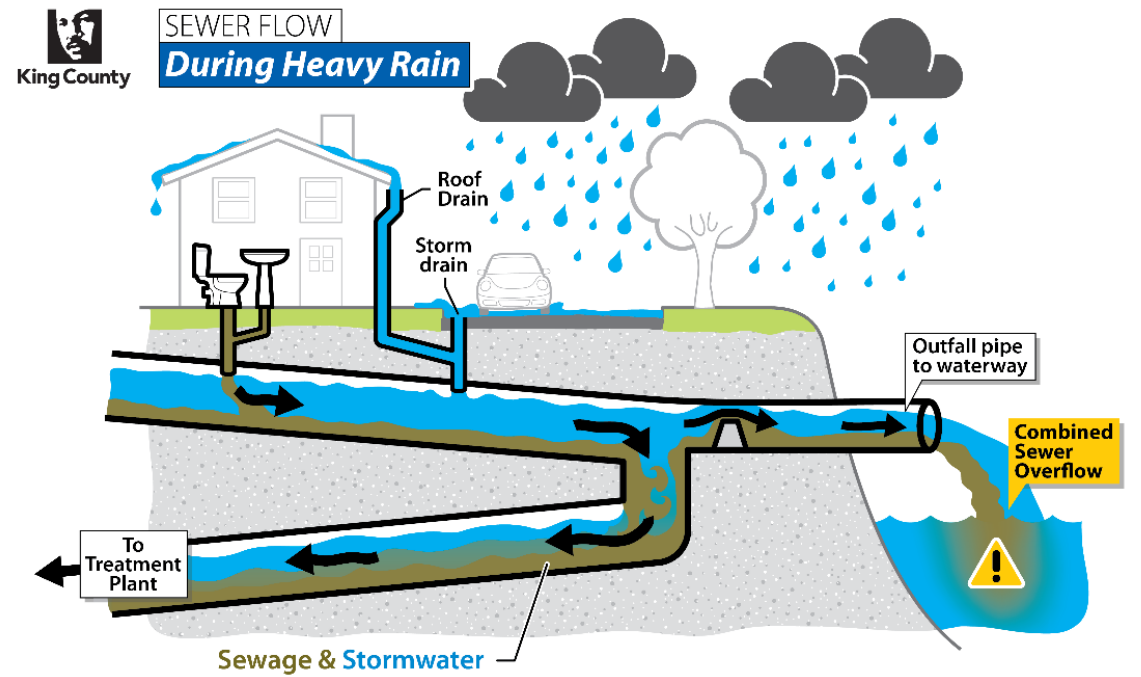 King County
SEWER FLOW
During Heavy Rain
Roof
Drain
Storm
drain
Outfall pipe
to waterway
Combined
Sewer
Overflow
!
To
Treatment
Plant
Sewage & Stormwater